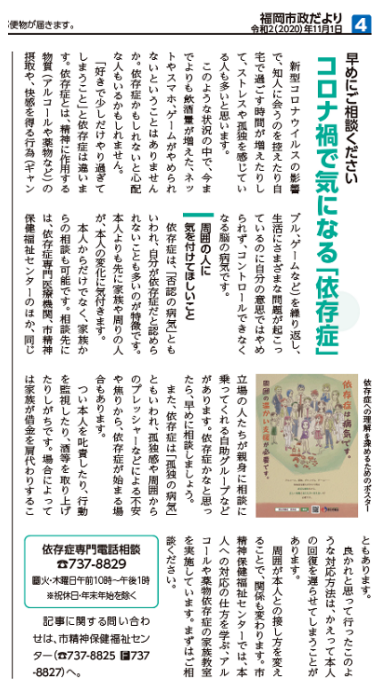 ×便物が届きます。
福岡市政だより
令和2(2020)年11月1日
4
早めにご相談ください
コロナ禍で気になる「依存症」
新型コロナウイルスの影響
で、知人に会うのを控えたり自
宅で過ごす時間が増えたりし
て、ストレスや孤独を感じてい
る人も多いと思います。
このような状況の中で、今ま
でよりも飲酒量が増えた、ネッ
トやスマホ・ゲームがやめられ
ないということはありません
か。依存症かもしれないと心配
な人もいるかもしれません。
「好きで少しだけやり過ぎて
しまうこと」と依存症は違いま
す。依存症とは、精神に作用する
物質(アルコールや薬物など)の
摂取や、快感を得る行為(ギャン
ブル、ゲームなど)を繰り返し、
生活にさまざまな問題が起こっ
ているのに自分の意思ではやめ
られず、コントロールできなく
なる脳の病気です。
周囲の人に
気を付けてほしいこと
依存症は、「否認の病気」とも
いわれ、自分が依存症だと認めら
れないことも多いのが特徴です。
本人よりも先に家族や周りの人
が、本人の変化に気付きます。
本人からだけでなく、家族か
らの相談も可能です。相談先に
は、依存症専門医療機関、市精神
保健福祉センターのほか、同じ
依存症への理解を深めるためのポスター
依存症は病気です。
周囲の温かい支援が必要です。
立場の人たちが親身に相談に
乗ってくれる自助グループなど
があります。依存症かなと思っ
たら、早めに相談しましょう。
また、依存症は「孤独の病気」
ともいわれ、孤独感や周囲から
のプレッシャーなどによる不安
や焦りから、依存症が始まる場
合もあります。
つい本人を叱責したり、行動
を監視したり、酒等を取り上げ
たりしがちです。場合によって
は家族が借金を肩代わりするこ
ともあります。
良かれと思って行ったこのよ
うな対応方法は、かえって本人
の回復を遅らせてしまうことが
あります。
周囲が本人との接し方を変え
ることで、関係も変わります。市
精神保健福祉センターでは、本
人への対応の仕方を学ぶ、アル
コールや薬物依存症の家族教室
を実施しています。まずはご相
談ください。
依存症専門電話相談
☎737-8829
火・木曜日午前10時~午後1時
※祝休日・年末年始を除く
記事に関する問い合わ
せは、市精神保健福祉セン
ター(☎737-8825 F737
-8827)へ。